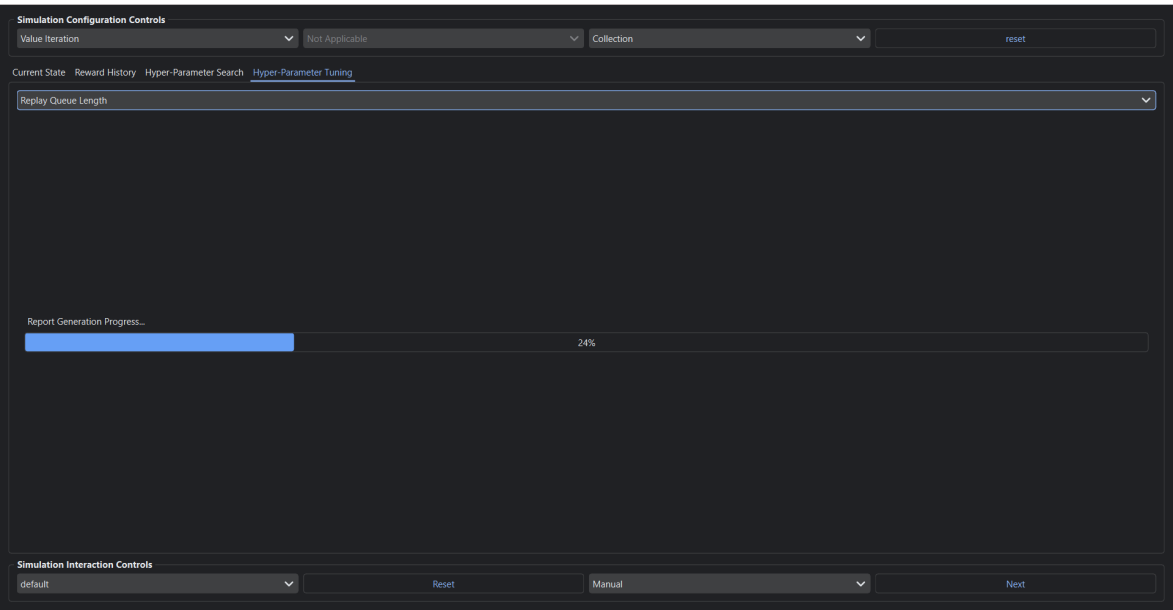 Simulation Configuration Controls
Value Iteration Not Applicable Collection reset
Current State Reward History Hyper-Parameter Search Hyper-Parameter Tuning
Replay Queue Length
Report Generation Progress...
24%
Simulation Interaction Controls
default Reset Manual Next